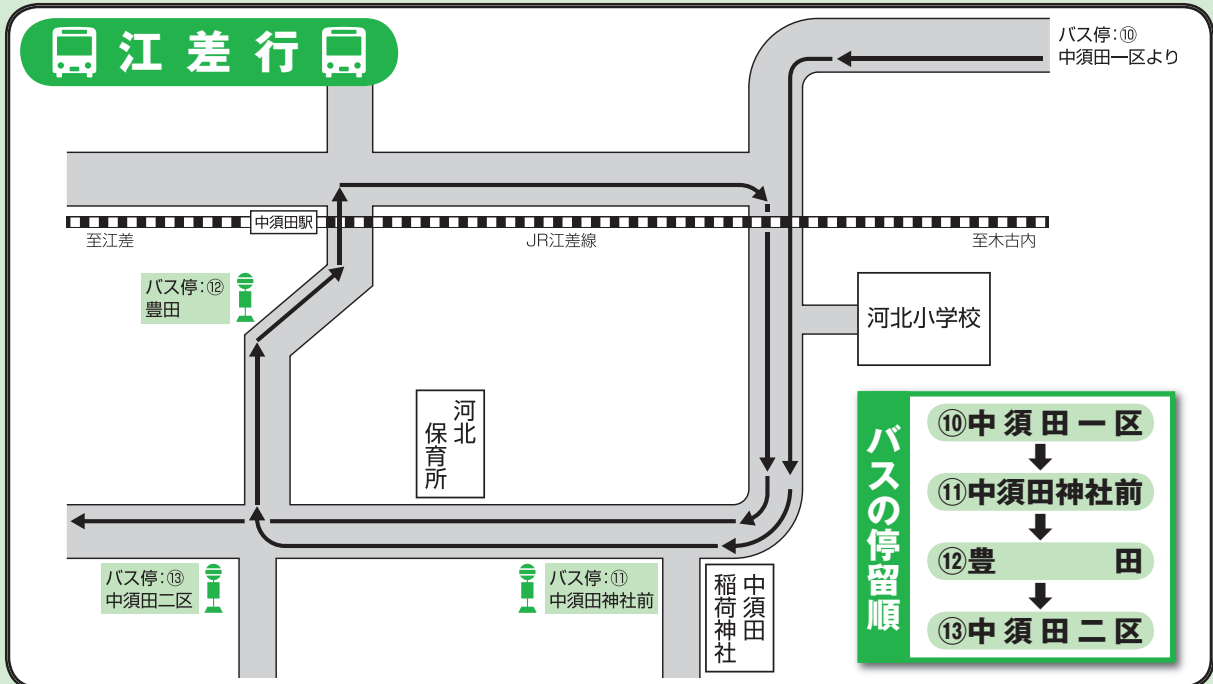 江差行
バス停：⑩
中須田一区より
中須田駅
至江差
JR江差線
至木古内
バス停：⑫
豊田
河北小学校
河北
保育所
バス停：⑬
中須田二区
バス停：⑪
中須田神社前
中須田
稲荷神社
バスの停留順
⑩中須田一区
⑪中須田神社前
⑫豊田
⑬中須田二区